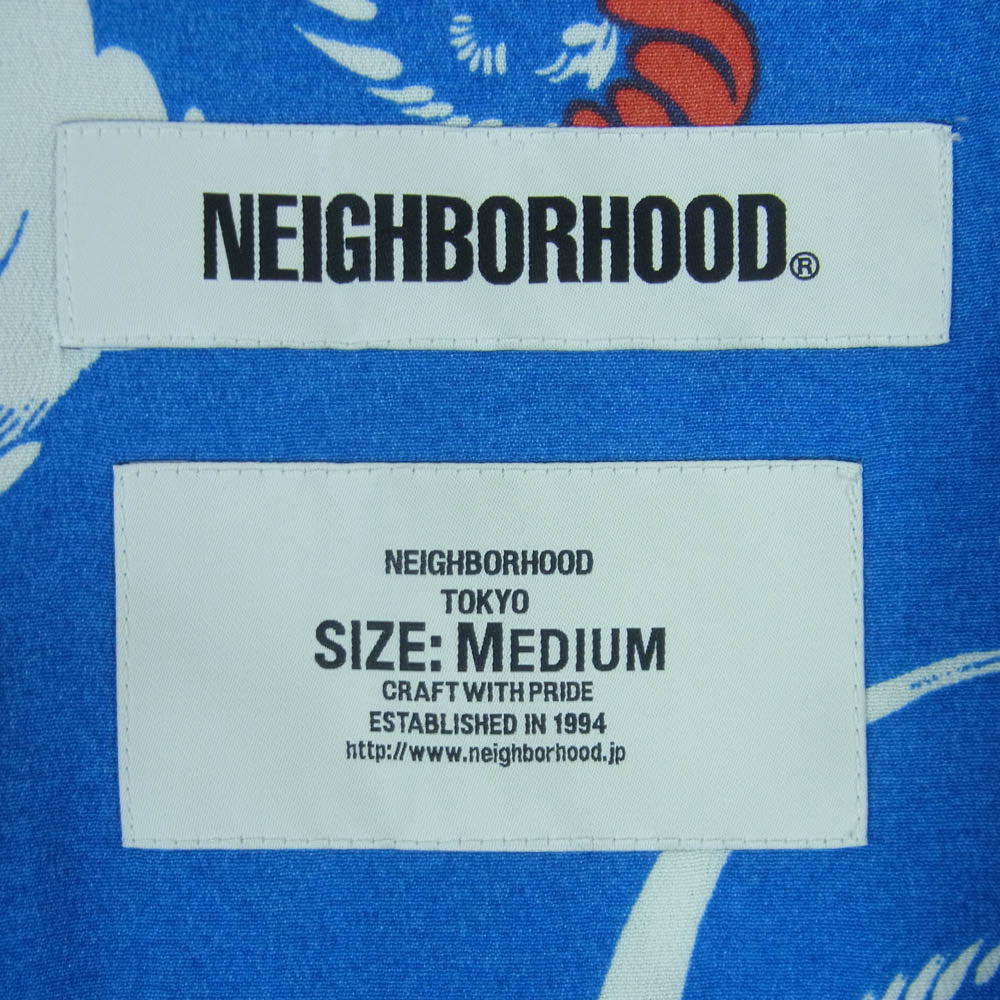 NEIGHBORHOOD®
NEIGHBORHOOD
TOKYO
SIZE: MEDIUM
CRAFT WITH PRIDE
ESTABLISHED IN 1994
http://www.neighborhood.jp